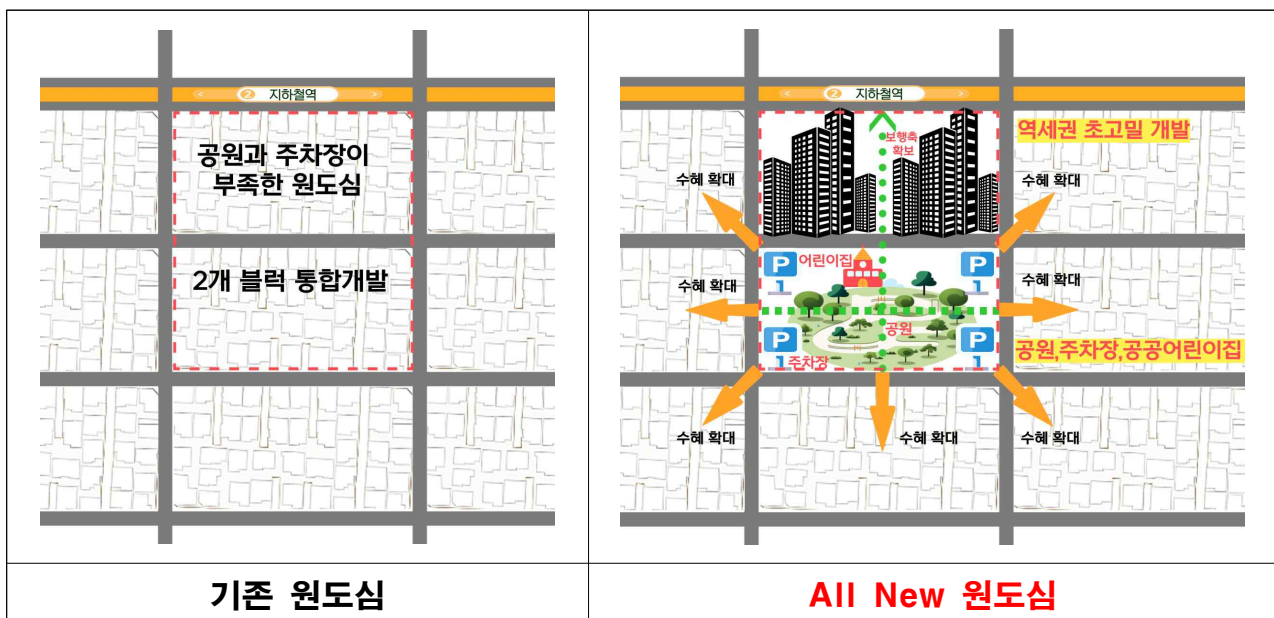 < ② 지하철역 >
공원과 주차장이
부족한 원도심
2개 블럭 통합개발
기존 원도심
< ② 지하철역 >
보행축
확보
역세권 초고밀 개발
수혜 확대
수혜 확대
P
어린이집
P
수혜 확대
수혜 확대
공원
P
P
주차장
공원,주차장,공공어린이집
수혜 확대
수혜 확대
수혜 확대
All New 원도심